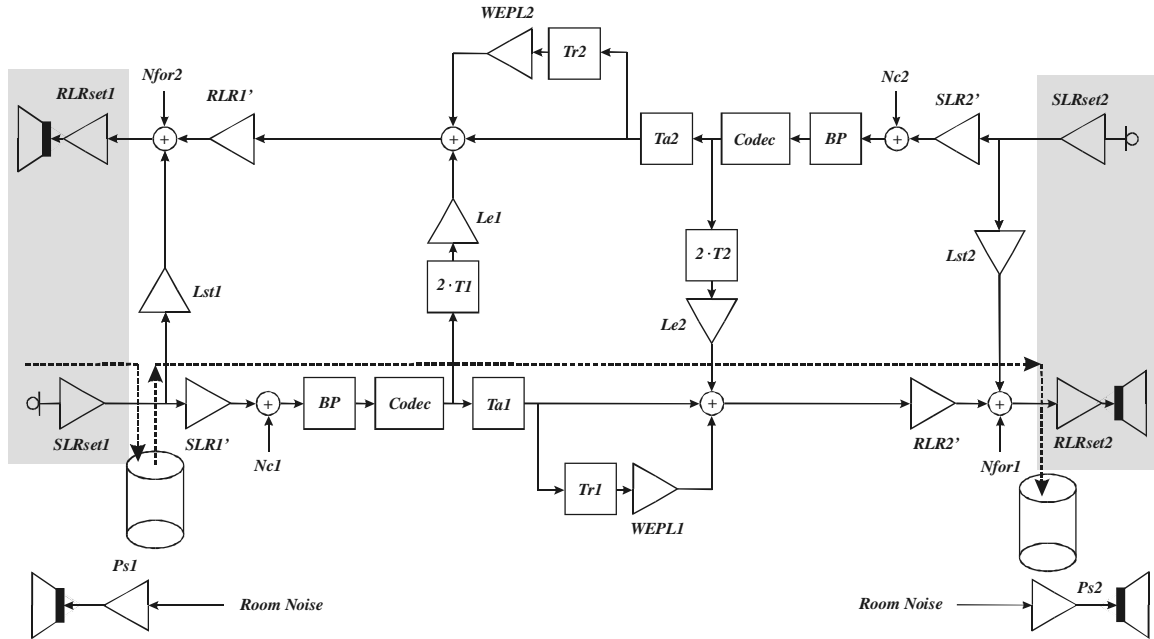 WEPL2
Tr2
Nfor2
Nc2
RLRset1
RLR1’
SLR2’
SLRset2
+
+
Ta2
Codec
BP
+
Le1
2·T1
2·T2
Lst1
Lst2
Le2
SLRset1
SLR1’
+
Nc1
BP
Codec
Ta1
+
RLR2’
+
Nfor1
RLRset2
Tr1
WEPL1
Ps1
Room Noise
Room Noise
Ps2